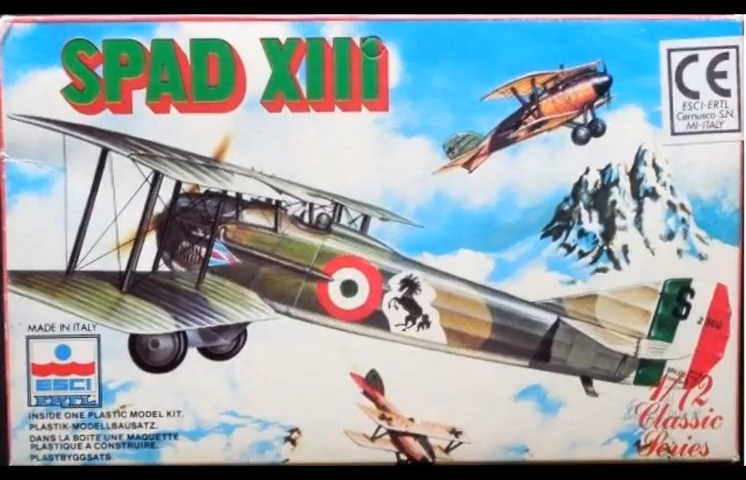 SPAD XIII
CE
ESCI-ERTL
Cernusco S.N.
MI-ITALY
S
MADE IN ITALY
ESCI
ERTL
INSIDE ONE PLASTIC MODEL KIT.
PLASTIK-MODELLBAUSATZ.
DANS LA BOITE UNE MAQUETTE
PLASTIQUE A CONSTRUIRE.
PLASTBYGGSATS
1/72
Classic
Series